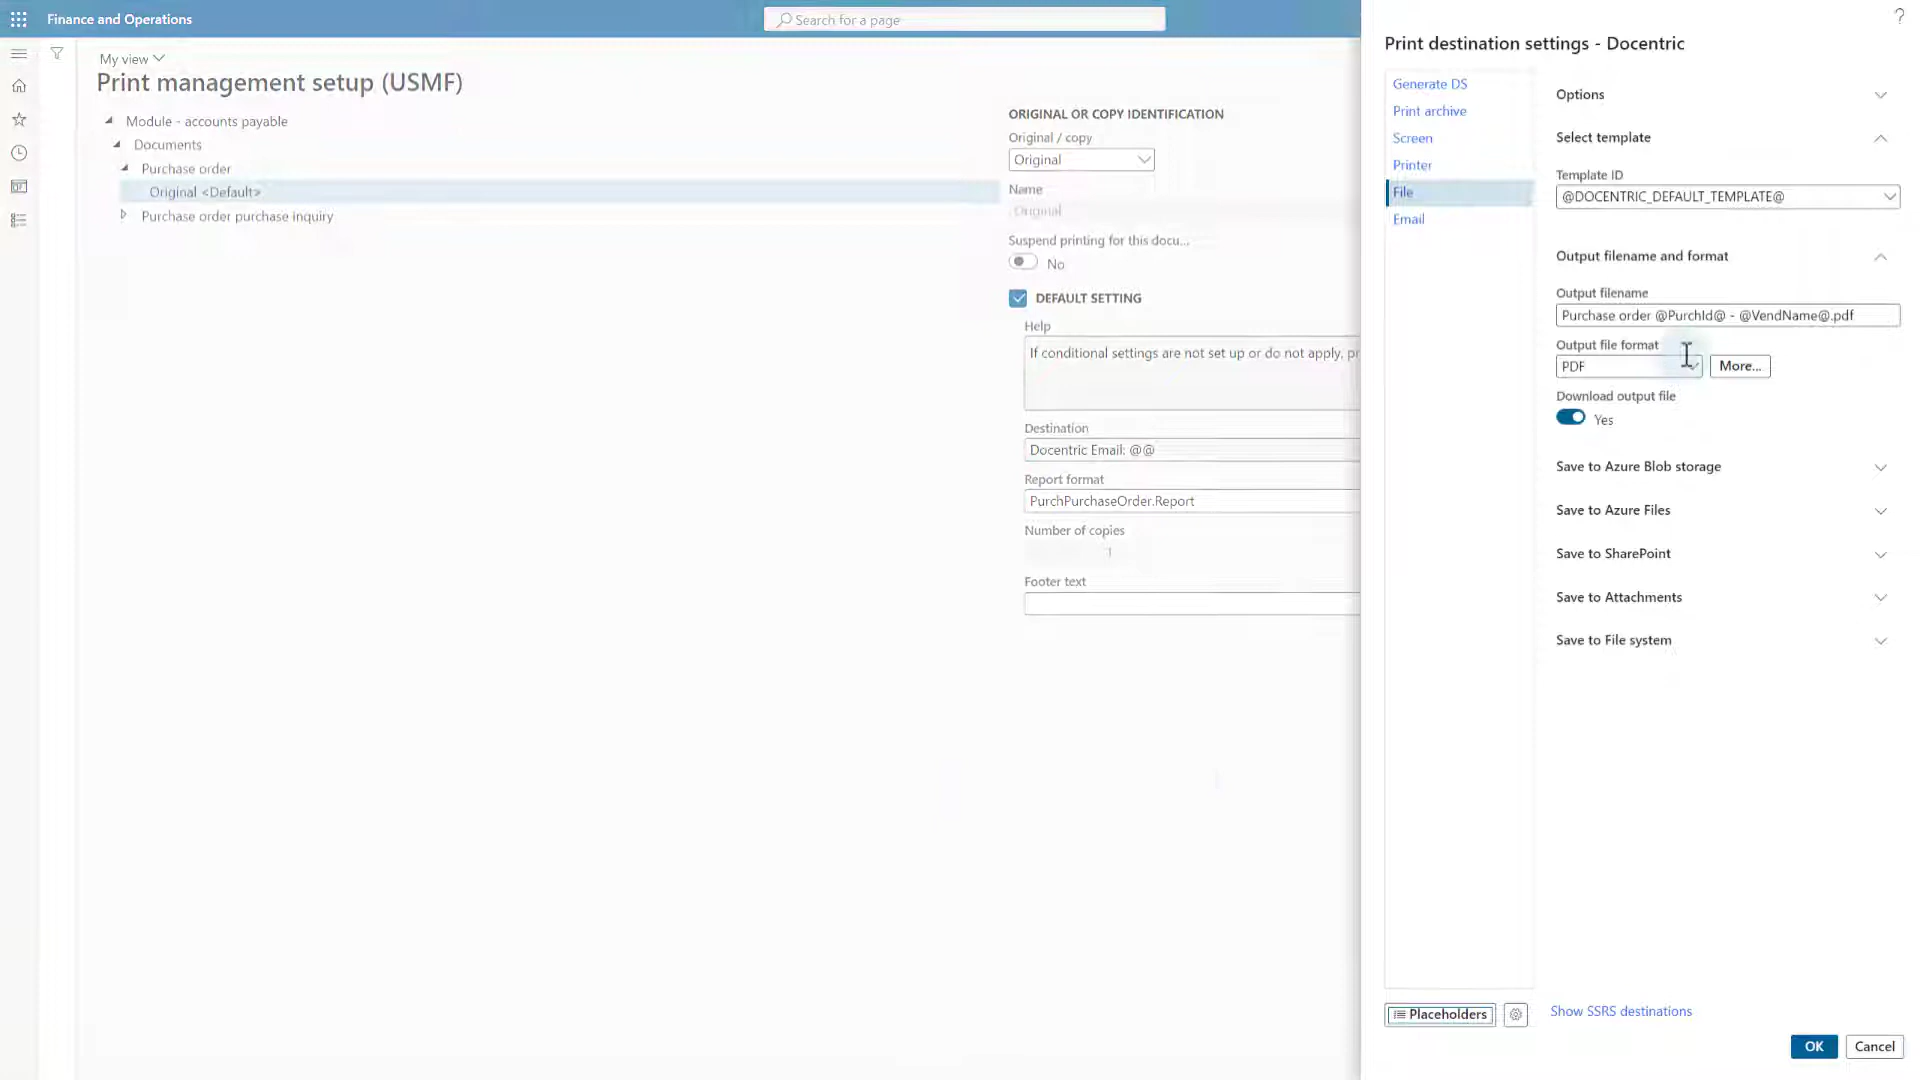 Finance and Operations
Search for a page
?
My view
Print management setup (USMF)
Module - accounts payable
Documents
Purchase order
Original <Default>
Purchase order purchase inquiry
ORIGINAL OR COPY IDENTIFICATION
Original / copy
Original
Name
Original
Suspend printing for this docu...
No
DEFAULT SETTING
Help
If conditional settings are not set up or do not apply, pr
Destination
Docentric Email: @@
Report format
PurchPurchaseOrder.Report
Number of copies
1
Footer text
Print destination settings - Docentric
Generate DS
Print archive
Screen
Printer
File
Email
Options
Select template
Template ID
@DOCENTRIC_DEFAULT_TEMPLATE@
Output filename and format
Output filename
Purchase order @PurchId@ - @VendName@.pdf
Output file format
PDF
More...
Download output file
Yes
Save to Azure Blob storage
Save to Azure Files
Save to SharePoint
Save to Attachments
Save to File system
Placeholders
Show SSRS destinations
OK
Cancel